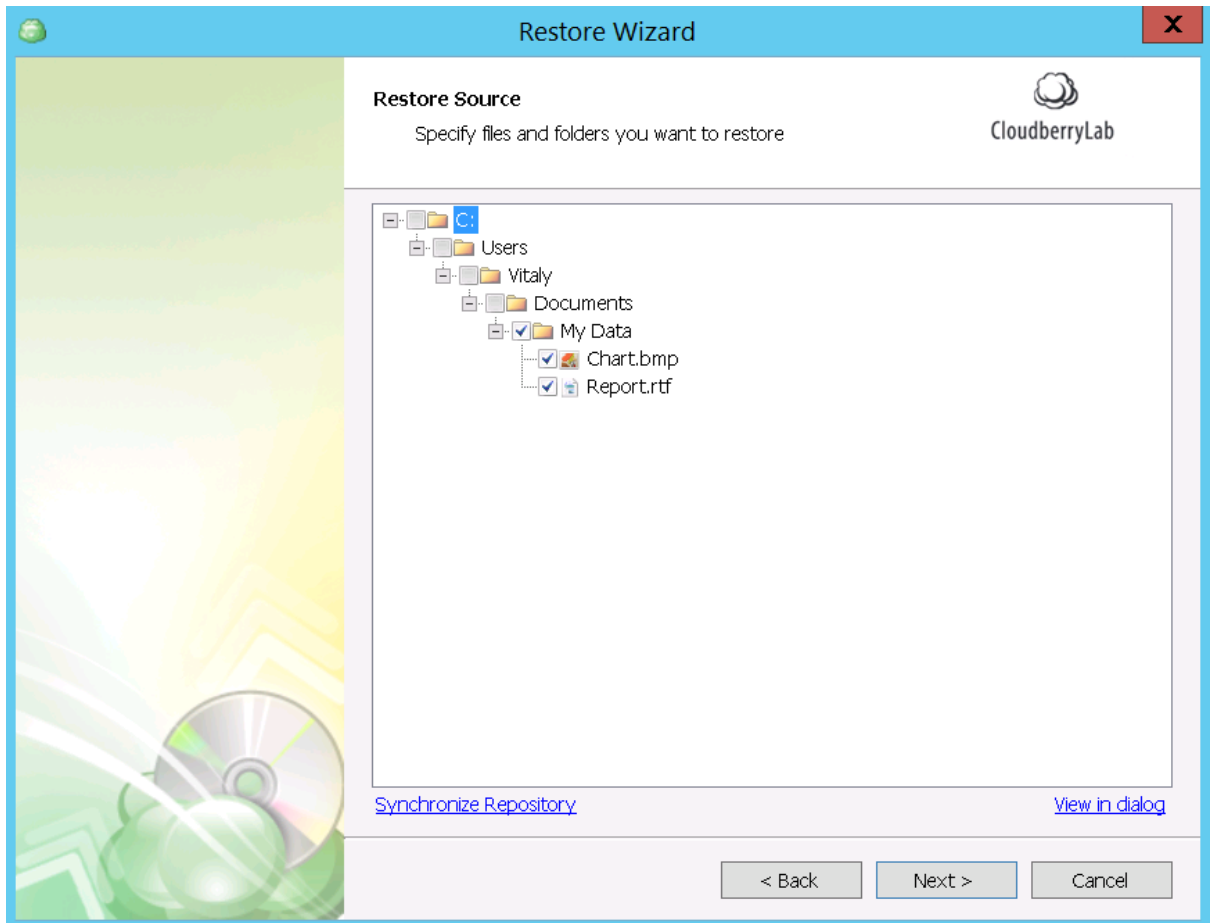 Restore Wizard
X
Restore Source
Specify files and folders you want to restore
CloudberryLab
C:
Users
Vitaly
Documents
My Data
Chart.bmp
Report.rtf
Synchronize Repository
View in dialog
< Back
Next >
Cancel